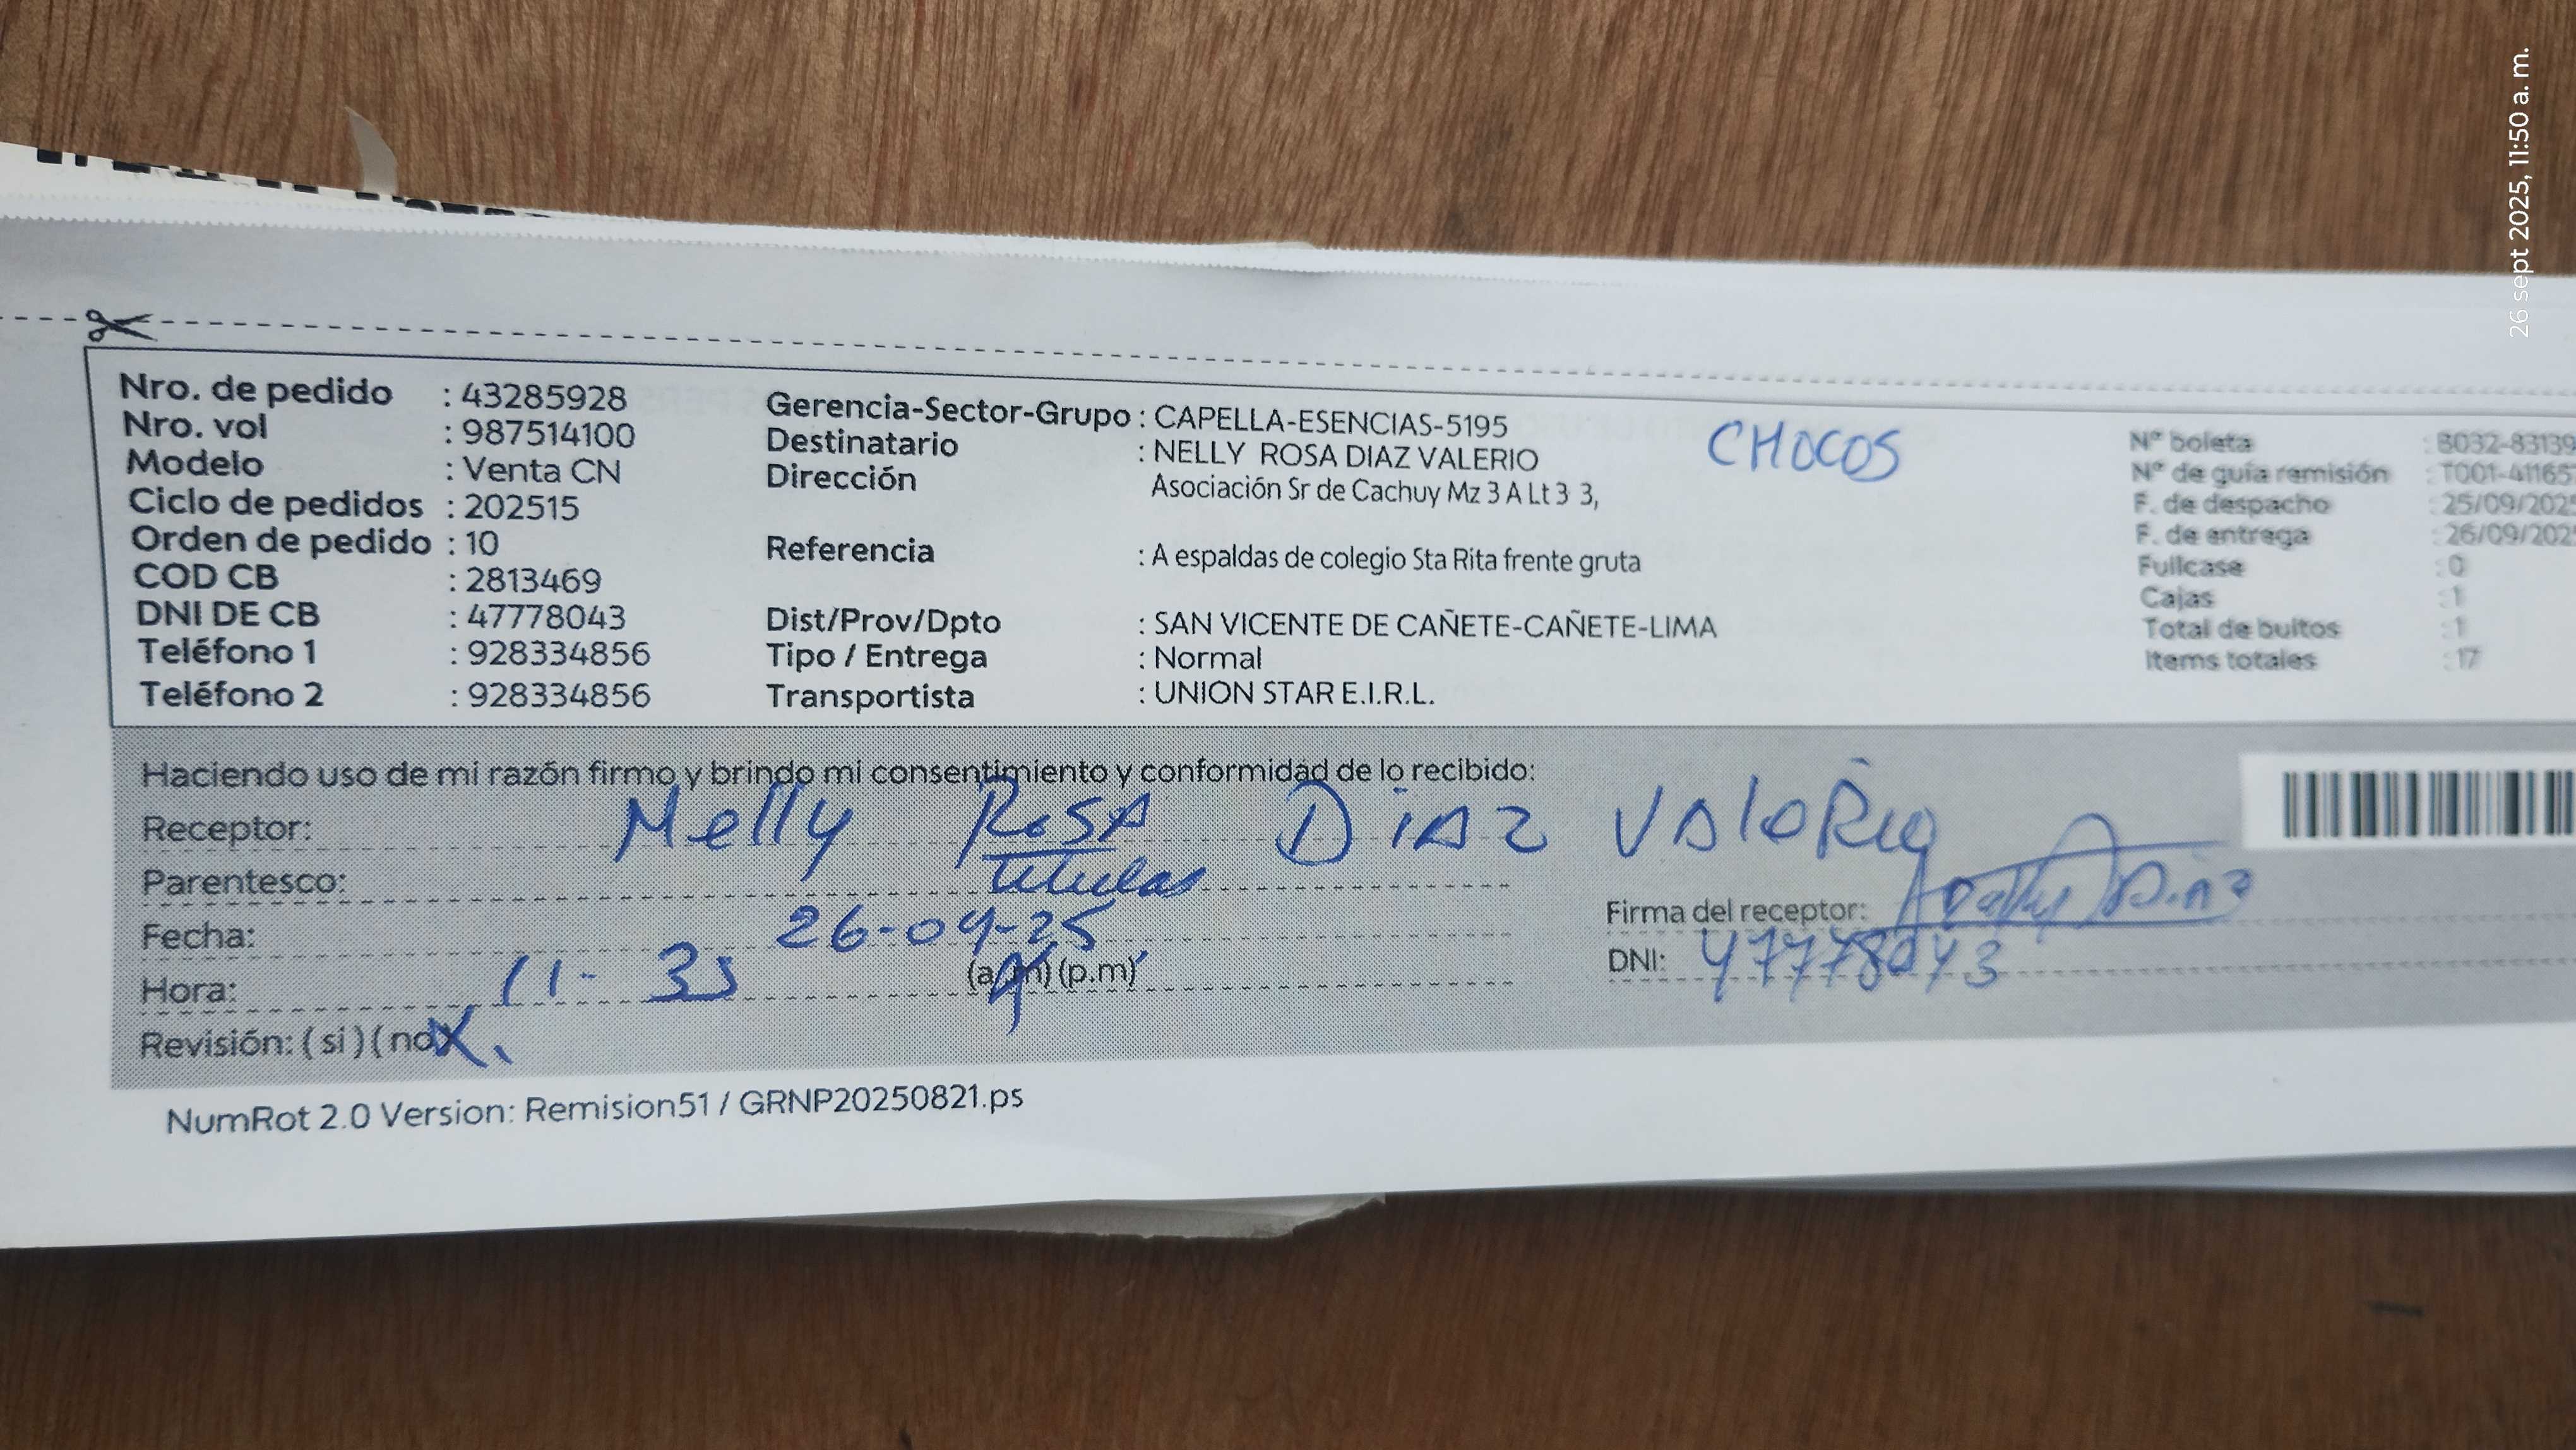 26 sept 2025, 11:50 a. m.
Nro. de pedido : 43285928
Nro. vol : 987514100
Modelo : Venta CN
Ciclo de pedidos : 202515
Orden de pedido : 10
COD CB : 2813469
DNI DE CB : 47778043
Teléfono 1 : 928334856
Teléfono 2 : 928334856
Gerencia-Sector-Grupo : CAPELLA-ESENCIAS-5195
Destinatario : NELLY ROSA DIAZ VALERIO
Dirección Asociación Sr de Cachuy Mz 3 A Lt 3 3,
Referencia : A espaldas de colegio Sta Rita frente gruta
Dist/Prov/Dpto : SAN VICENTE DE CAÑETE-CAÑETE-LIMA
Tipo / Entrega : Normal
Transportista : UNION STAR E.I.R.L.
CHOCOS
N° boleta : B032-83139
N° de guía remisión : T001-41165
F. de despacho : 25/09/202
F. de entrega : 26/09/202
Fullcase : 0
Cajas : 1
Total de bultos : 1
Items totales : 17
Haciendo uso de mi razón firmo y brindo mi consentimiento y conformidad de lo recibido:
Receptor: Nelly Rosa Diaz Valerio
Parentesco: titular
Fecha: 26-09-25
Hora: 11-35 (a.m) (p.m)
Revisión: ( si ) ( no X
Firma del receptor: Diaz
DNI: 47778043
NumRot 2.0 Version: Remision51 / GRNP20250821.ps